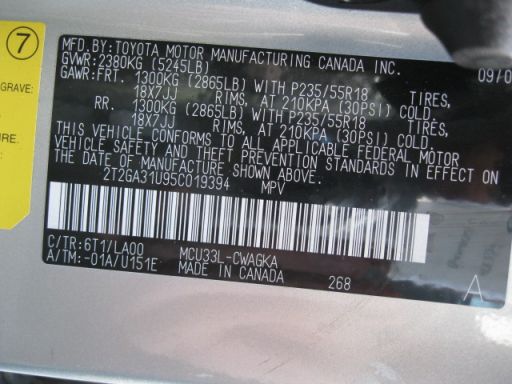 7
GRAVE:
URE.
MFD. BY: TOYOTA MOTOR MANUFACTURING CANADA INC.
GVWR: 2380KG (5245LB) 09/0
GAWR: FRT. 1300KG (2865LB) WITH P235/55R18 TIRES,
18X7JJ RIMS, AT 210KPA (30PSI) COLD.
RR. 1300KG (2865LB) WITH P235/55R18 TIRES,
18X7JJ RIMS, AT 210KPA (30PSI) COLD.
THIS VEHICLE CONFORMS TO ALL APPLICABLE FEDERAL MOTOR
VEHICLE SAFETY AND THEFT PREVENTION STANDARDS IN EFFECT ON
THE DATE OF MANUFACTURE SHOWN ABOVE.
2T2GA31U95C019394 MPV
C/TR: 6T1/LA00 MCU33L-CWAGKA
A/TM: -01A/U151E MADE IN CANADA 268 A